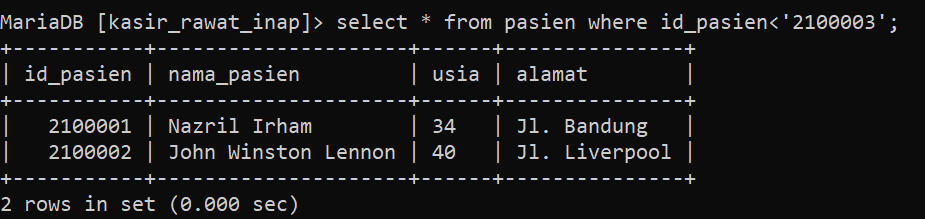 MariaDB [kasir_rawat_inap]> select * from pasien where id_pasien<'2100003';
+-----------+---------------------+------+---------------+
| id_pasien | nama_pasien         | usia | alamat        |
+-----------+---------------------+------+---------------+
|   2100001 | Nazril Irham        | 34   | Jl. Bandung   |
|   2100002 | John Winston Lennon | 40   | Jl. Liverpool |
+-----------+---------------------+------+---------------+
2 rows in set (0.000 sec)